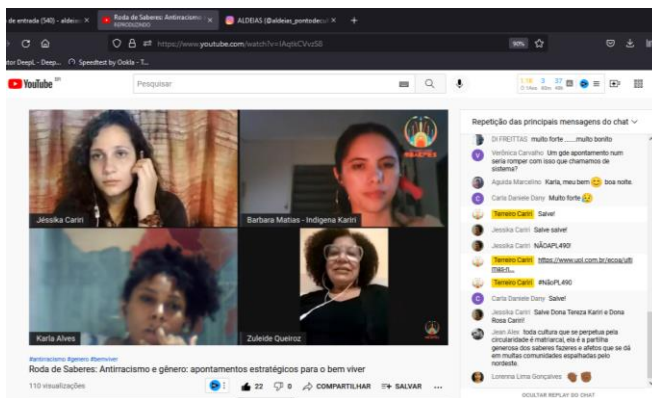 de entrada (540) - aldeias
Roda de Saberes: Antirracismo
REPRODUZINDO
ALDEIAS (@aldeias_pontodecul
https://www.youtube.com/watch?v=IAqtkCVvzS0
90%
tor DeepL - Deep...
Speedtest by Ookla - T...
YouTube BR
Pesquisar
Jéssika Cariri
Barbara Matias - Indígena Kariri
Karla Alves
Zuleide Queiroz
#antirracismo #genero #bemviver
Roda de Saberes: Antirracismo e gênero: apontamentos estratégicos para o bem viver
110 visualizações
22
0
COMPARTILHAR
SALVAR
Repetição das principais mensagens do chat
DI FREITTAS muito forte .......muito bonito
Verônica Carvalho Um gde apontamento num
seria romper com isso que chamamos de
sistema?
Aguida Marcelino Karla, meu bem 😊 boa noite.
Carla Daniele Dany Muito forte 😥
Terreiro Cariri Salve!
Jessika Cariri Salve salve!
Jessika Cariri NÃOAPL490!
Terreiro Cariri https://www.uol.com.br/ecoa/ulti
mas-n...
Terreiro Cariri #NãoPL490
Carla Daniele Dany Salve!
Jessika Cariri Salve Dona Tereza Kariri e Dona
Rosa Cariri!
Jean Alex toda cultura que se perpetua pela
circularidade é matriarcal, ela é a partilha
generosa dos saberes fazeres e afetos que se dá
em muitas comunidades espalhadas pelo
nordeste.
Lorenna Lima Gonçalves
OCULTAR REPLAY DO CHAT